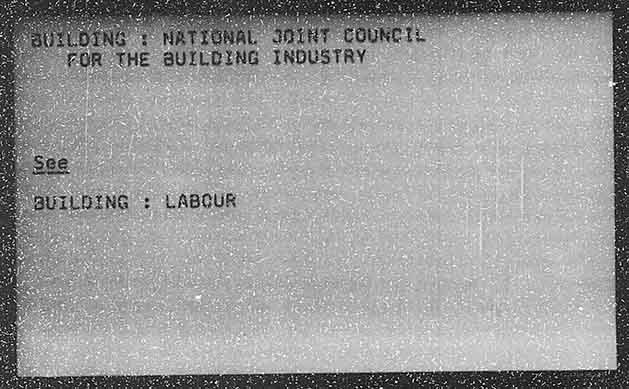 BUILDING : NATIONAL JOINT COUNCIL
FOR THE BUILDING INDUSTRY
See
BUILDING : LABOUR